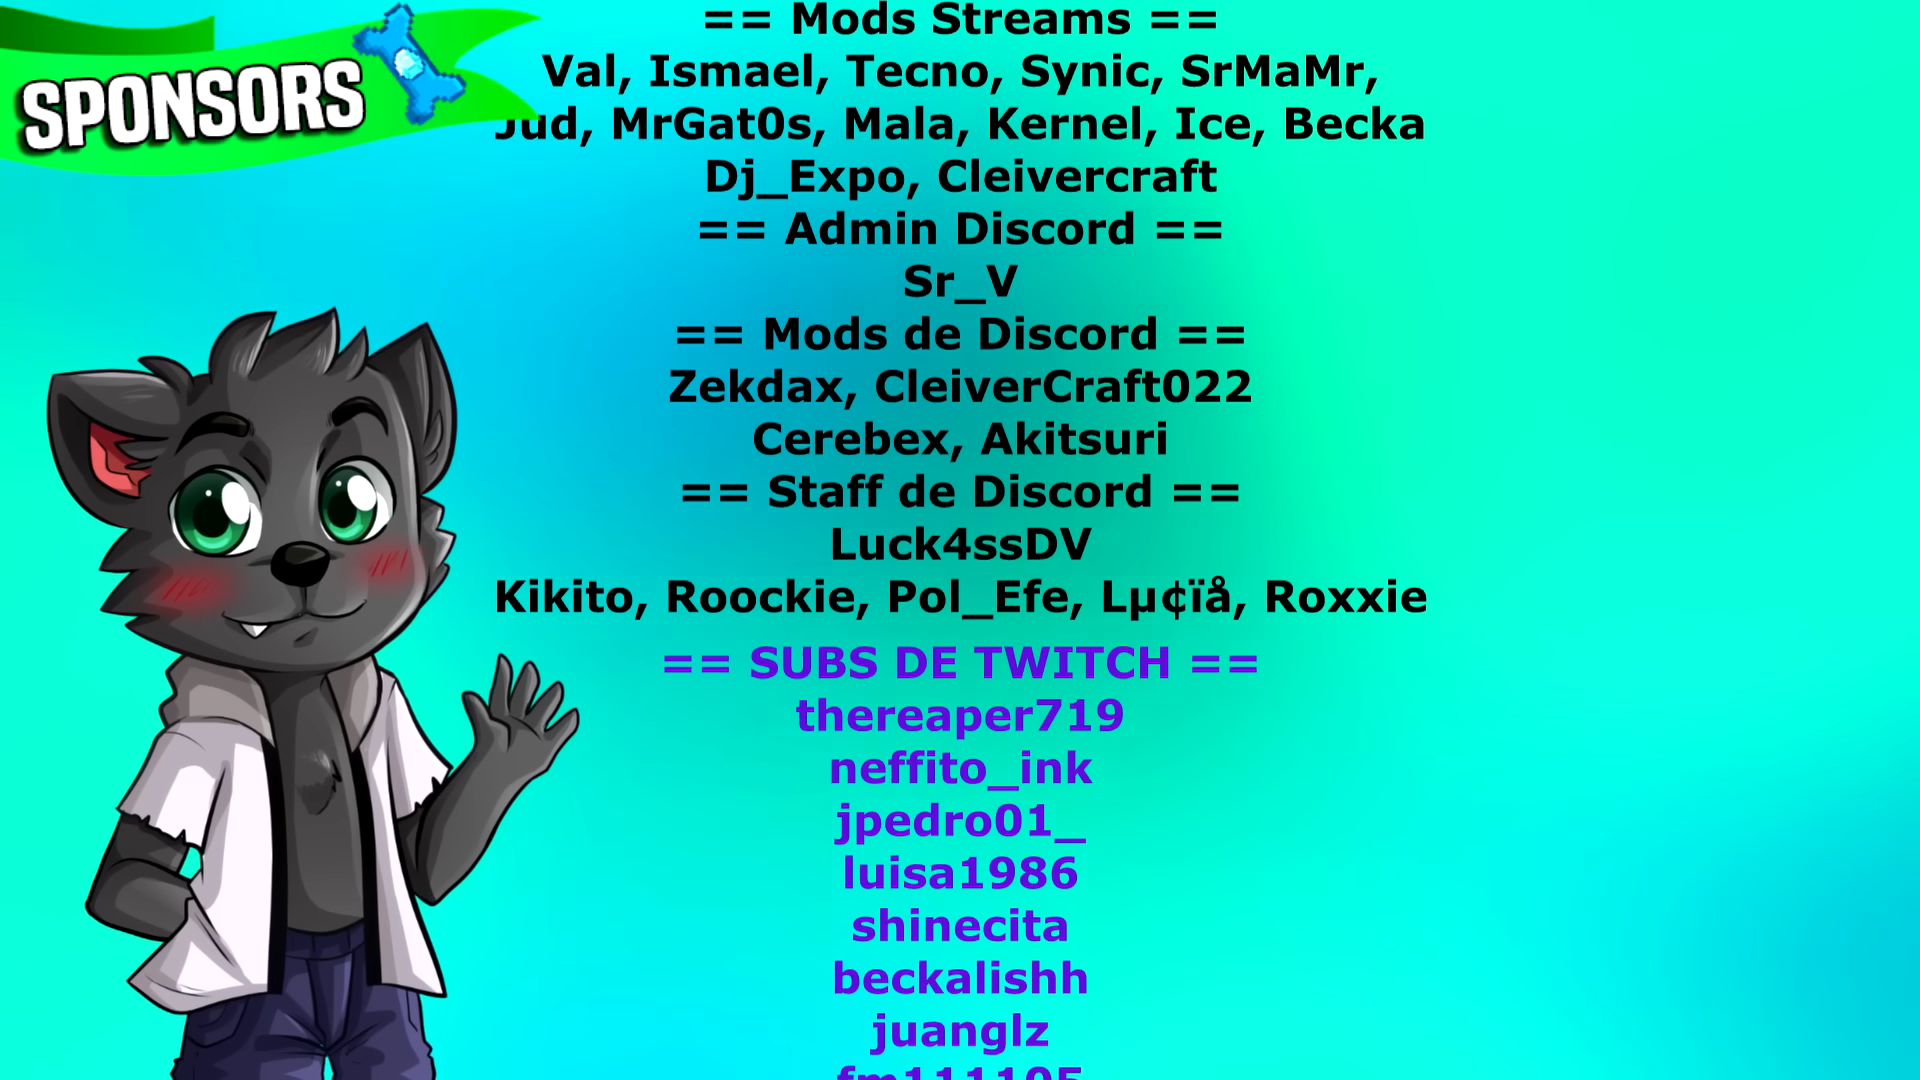 SPONSORS
== Mods Streams ==
Val, Ismael, Tecno, Synic, SrMaMr,
Jud, MrGat0s, Mala, Kernel, Ice, Becka
Dj_Expo, Cleivercraft
== Admin Discord ==
Sr_V
== Mods de Discord ==
Zekdax, CleiverCraft022
Cerebex, Akitsuri
== Staff de Discord ==
Luck4ssDV
Kikito, Roockie, Pol_Efe, Lµ¢ïå, Roxxie
== SUBS DE TWITCH ==
thereaper719
neffito_ink
jpedro01_
luisa1986
shinecita
beckalishh
juanglz